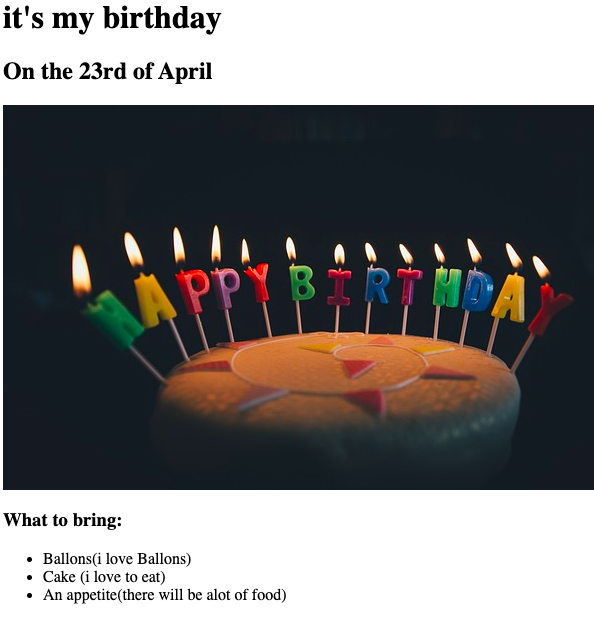 it's my birthday
On the 23rd of April
HAPPY BIRTHDAY
What to bring:
Ballons(i love Ballons)
Cake (i love to eat)
An appetite(there will be alot of food)